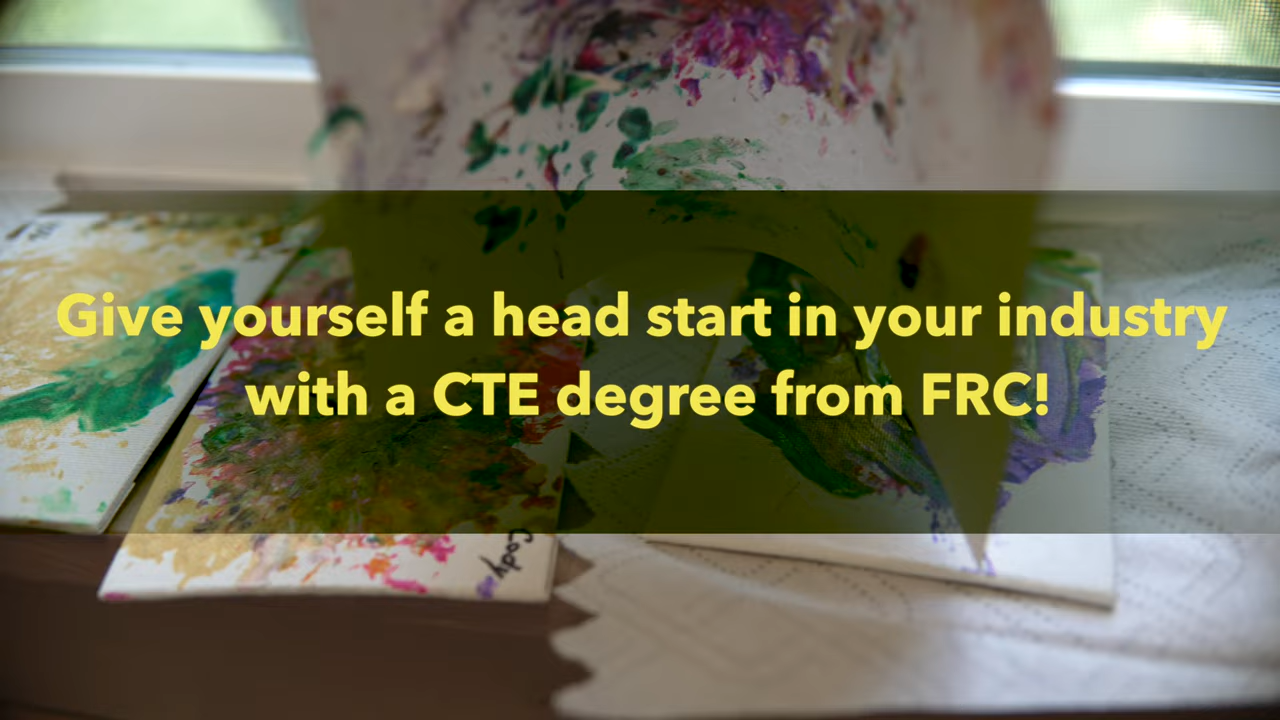 Give yourself a head start in your industry
with a CTE degree from FRC!
Cody